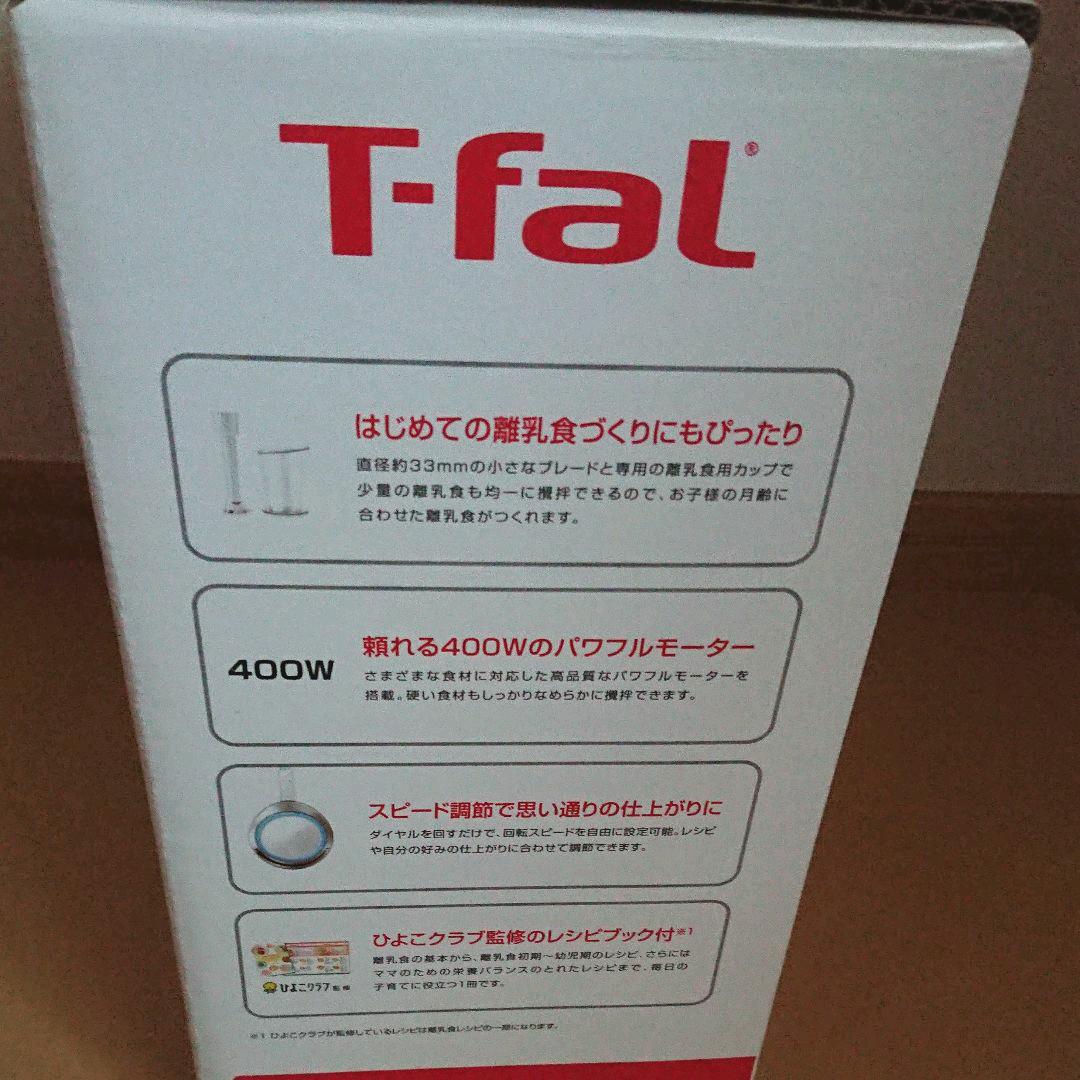 T-fal®
はじめての離乳食づくりにもぴったり
直径約33mmの小さなブレードと専用の離乳食用カップで
少量の離乳食も均一に攪拌できるので、お子様の月齢に
合わせた離乳食がつくれます。
400W
頼れる400Wのパワフルモーター
さまざまな食材に対応した高品質なパワフルモーターを
搭載。硬い食材もしっかりなめらかに攪拌できます。
スピード調節で思い通りの仕上がりに
ダイヤルを回すだけで、回転スピードを自由に設定可能。レシピ
や自分の好みの仕上がりに合わせて調節できます。
ひよこクラブ監修のレシピブック付※1
離乳食の基本から、離乳食初期～幼児期のレシピ、さらには
ママのための栄養バランスのとれたレシピまで、毎日の
子育てに役立つ1冊です。
ひよこクラブ監修
※1 ひよこクラブが監修しているレシピは離乳食レシピの一部になります。